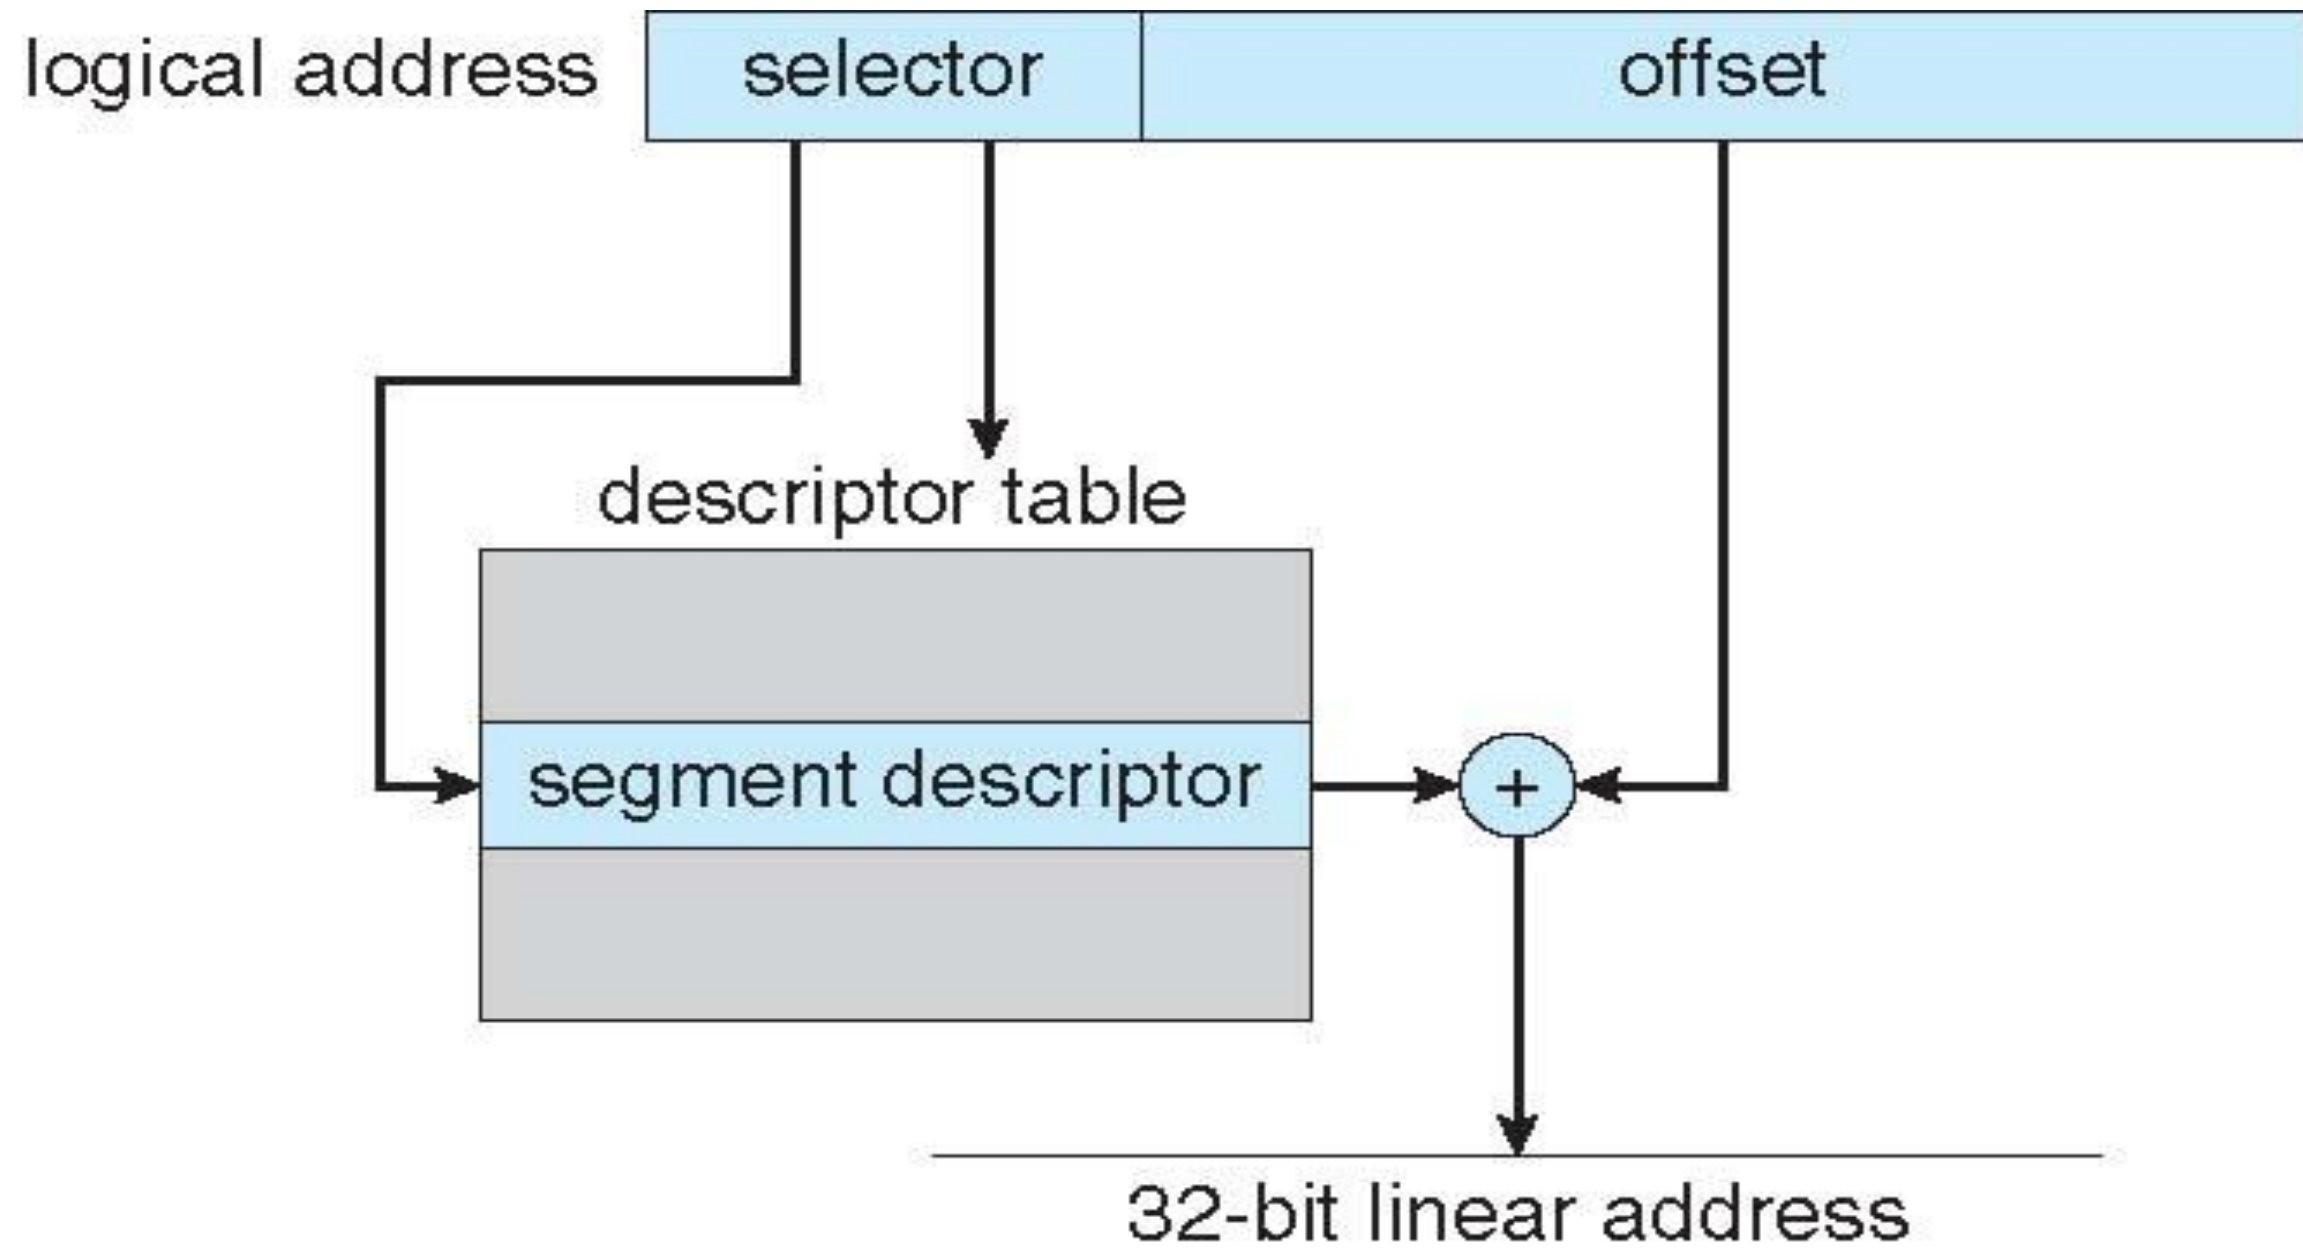 logical address
selector
offset
descriptor table
segment descriptor
+
32-bit linear address